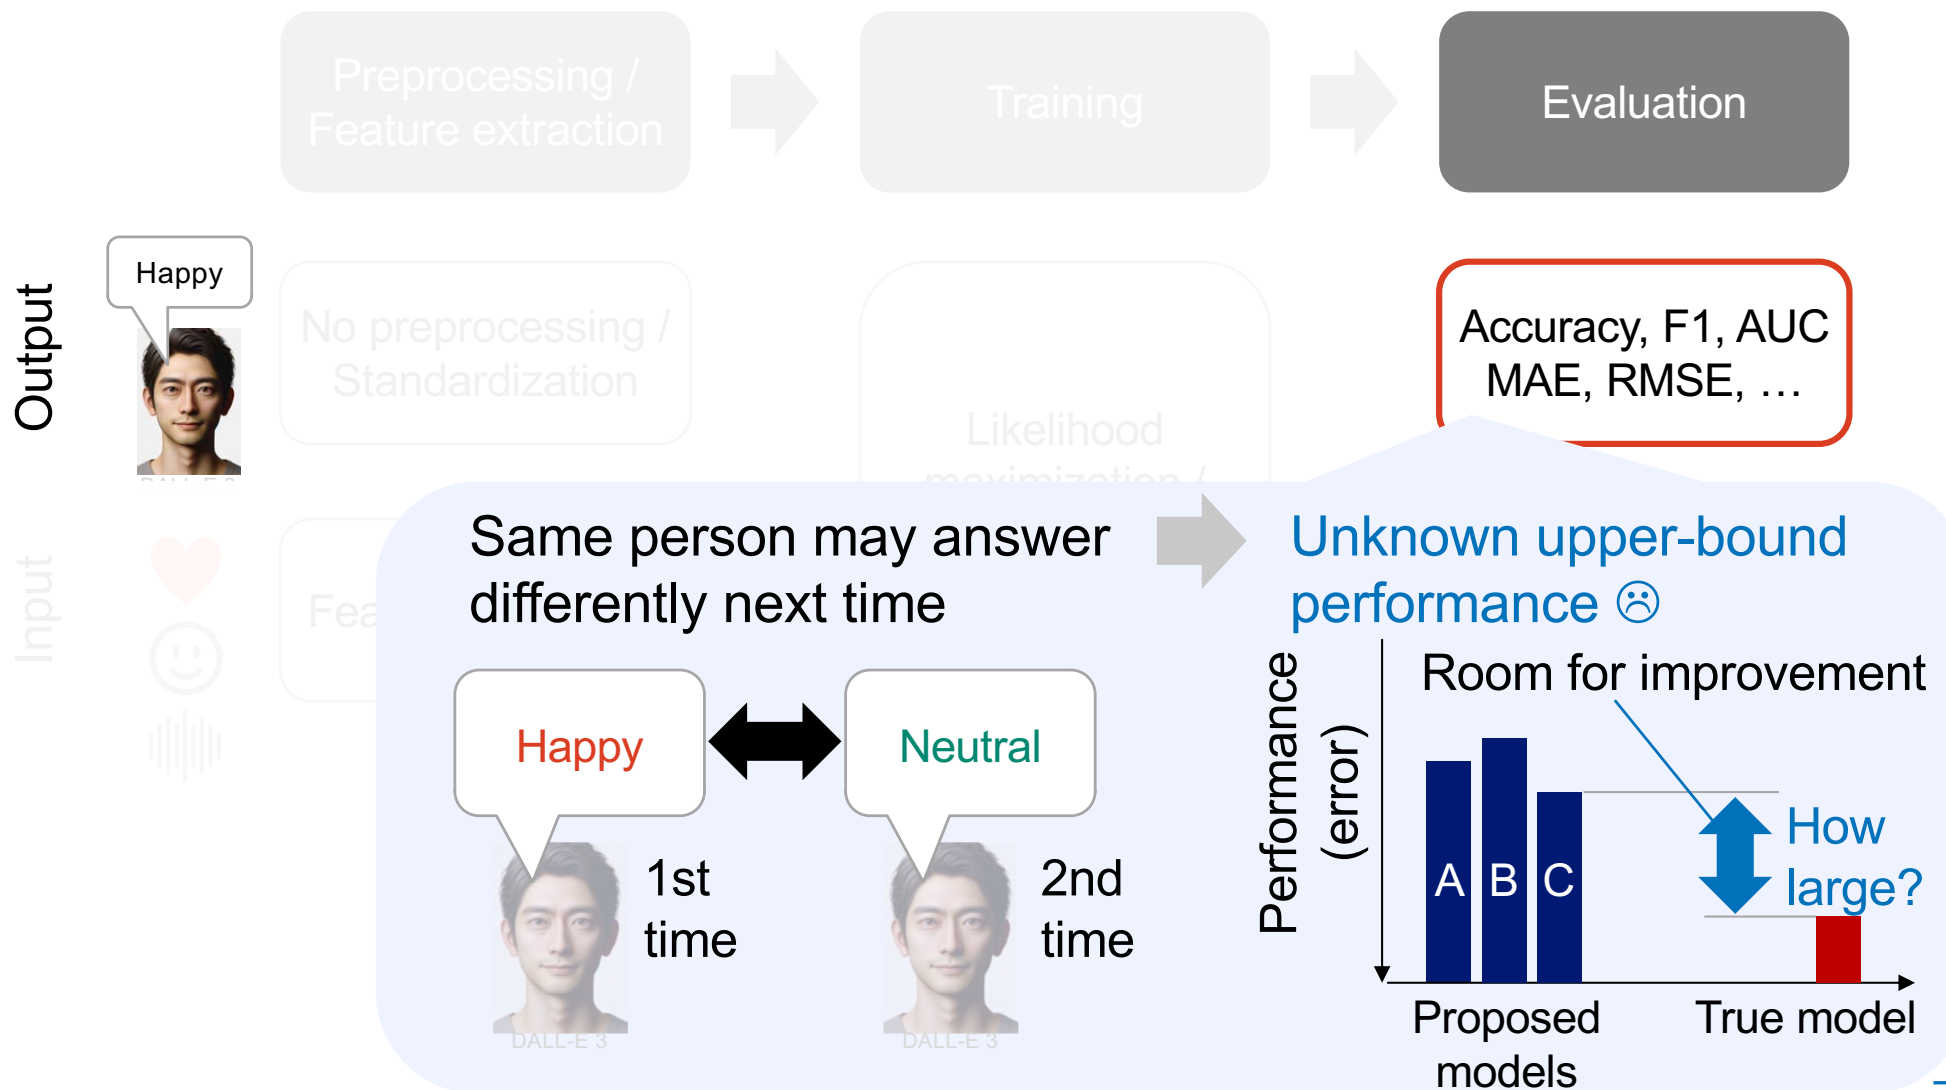 Preprocessing /
Feature extraction
Training
Evaluation
Output
Happy
No preprocessing /
Standardization
Likelihood
maximization /
Accuracy, F1, AUC
MAE, RMSE, …
Input
Same person may answer
differently next time
Happy
Neutral
1st
time
2nd
time
DALL-E 3
DALL-E 3
Unknown upper-bound
performance ☹
Performance
(error)
Room for improvement
A B C
How
large?
Proposed
models
True model